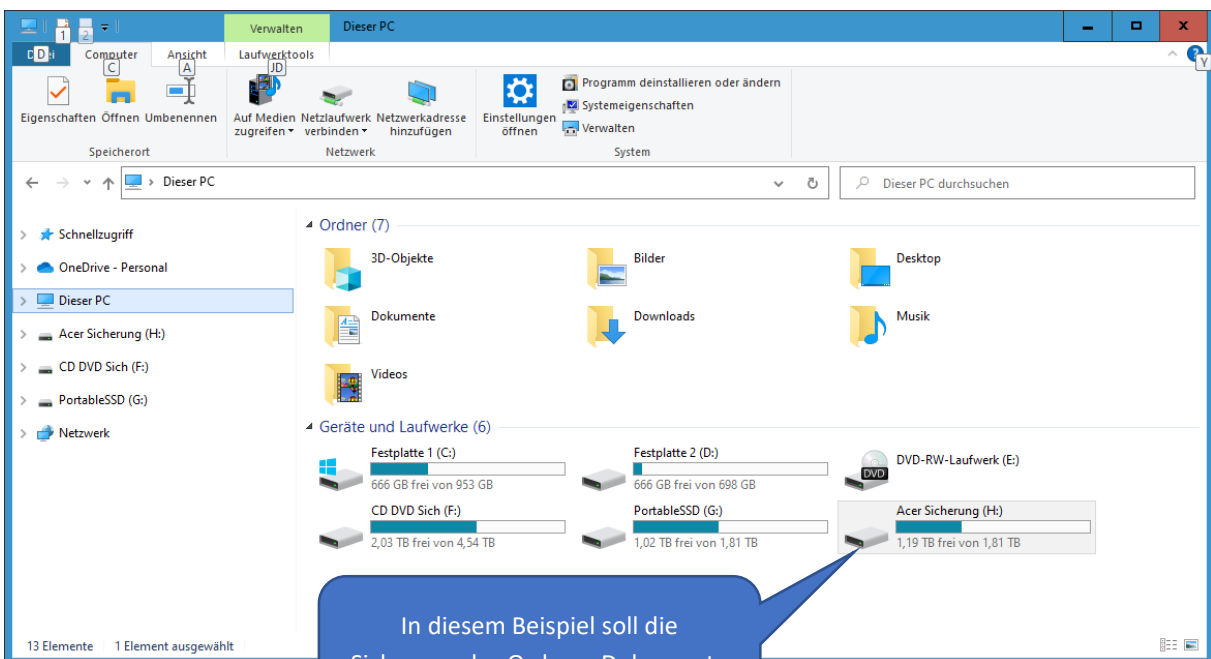 Verwalten
Dieser PC
1
2
D
Computer
Ansicht
Laufwerktools
C
A
JD
Y
Eigenschaften
Öffnen
Umbenennen
Auf Medien zugreifen
Netzlaufwerk verbinden
Netzwerkadresse hinzufügen
Einstellungen öffnen
Programm deinstallieren oder ändern
Systemeigenschaften
Verwalten
Speicherort
Netzwerk
System
Dieser PC
Dieser PC durchsuchen
Schnellzugriff
OneDrive - Personal
Dieser PC
Acer Sicherung (H:)
CD DVD Sich (F:)
PortableSSD (G:)
Netzwerk
Ordner (7)
3D-Objekte
Bilder
Desktop
Dokumente
Downloads
Musik
Videos
Geräte und Laufwerke (6)
Festplatte 1 (C:)
666 GB frei von 953 GB
Festplatte 2 (D:)
666 GB frei von 698 GB
DVD
DVD-RW-Laufwerk (E:)
CD DVD Sich (F:)
2,03 TB frei von 4,54 TB
PortableSSD (G:)
1,02 TB frei von 1,81 TB
Acer Sicherung (H:)
1,19 TB frei von 1,81 TB
In diesem Beispiel soll die
13 Elemente
1 Element ausgewählt